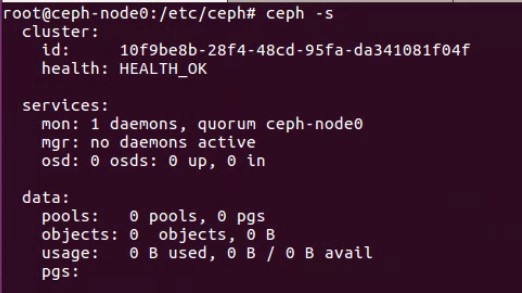 root@ceph-node0:/etc/ceph# ceph -s
  cluster:
    id:     10f9be8b-28f4-48cd-95fa-da341081f04f
    health: HEALTH_OK

  services:
    mon: 1 daemons, quorum ceph-node0
    mgr: no daemons active
    osd: 0 osds: 0 up, 0 in

  data:
    pools:   0 pools, 0 pgs
    objects: 0  objects, 0 B
    usage:   0 B used, 0 B / 0 B avail
    pgs: